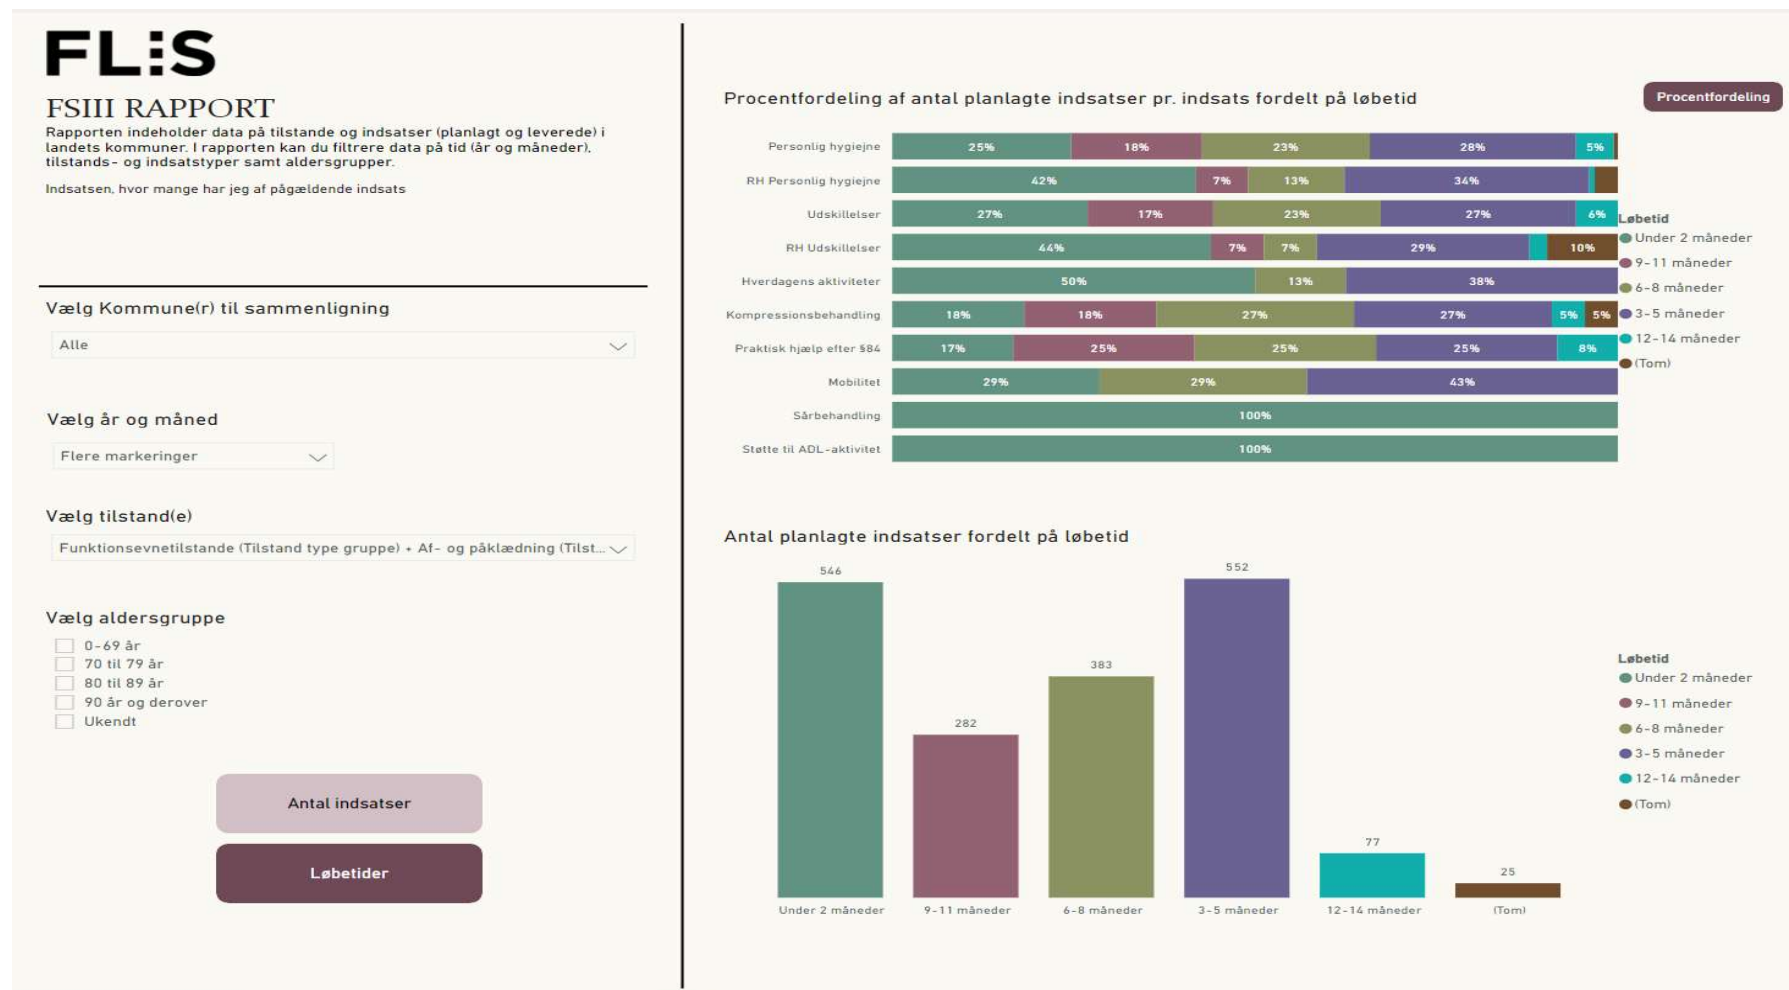 FLIS
FSIII RAPPORT
Rapporten indeholder data på tilstande og indsatser (planlagt og leverede) i
landets kommuner. I rapporten kan du filtrere data på tid (år og måneder),
tilstands- og indsatstyper samt aldersgrupper.
Indsatsen, hvor mange har jeg af pågældende indsats
Vælg Kommune(r) til sammenligning
Alle
Vælg år og måned
Flere markeringer
Vælg tilstand(e)
Funktionsevnetilstande (Tilstand type gruppe) + Af- og påklædning (Tilst...
Vælg aldersgruppe
0-69 år
70 til 79 år
80 til 89 år
90 år og derover
Ukendt
Antal indsatser
Løbetider
Procentfordeling af antal planlagte indsatser pr. indsats fordelt på løbetid
Procentfordeling
Personlig hygiejne 25% 18% 23% 28% 5%
RH Personlig hygiejne 42% 7% 13% 34%
Udskillelser 27% 17% 23% 27% 6%
RH Udskillelser 44% 7% 7% 29% 10%
Hverdagens aktiviteter 50% 13% 38%
Kompressionsbehandling 18% 18% 27% 27% 5% 5%
Praktisk hjælp efter §84 17% 25% 25% 25% 8%
Mobilitet 29% 29% 43%
Sårbehandling 100%
Støtte til ADL-aktivitet 100%
Løbetid
Under 2 måneder
9-11 måneder
6-8 måneder
3-5 måneder
12-14 måneder
(Tom)
Antal planlagte indsatser fordelt på løbetid
546 282 383 552 77 25
Under 2 måneder 9-11 måneder 6-8 måneder 3-5 måneder 12-14 måneder (Tom)
Løbetid
Under 2 måneder
9-11 måneder
6-8 måneder
3-5 måneder
12-14 måneder
(Tom)